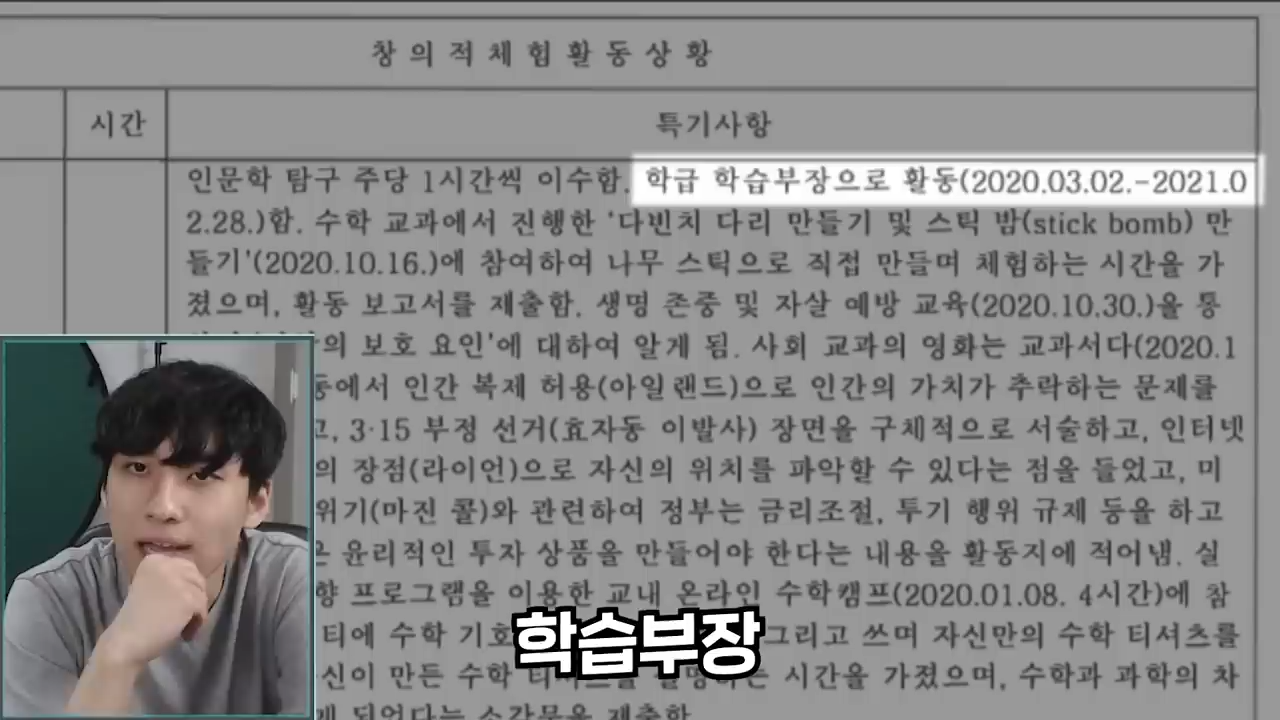 창의적체험활동상황
시간
특기사항
인문학 탐구 주당 1시간씩 이수함. 학급 학습부장으로 활동(2020.03.02.-2021.0
2.28.)함. 수학 교과에서 진행한 '다빈치 다리 만들기 및 스틱 밤(stick bomb) 만
들기'(2020.10.16.)에 참여하여 나무 스틱으로 직접 만들며 체험하는 시간을 가
졌으며, 활동 보고서를 제출함. 생명 존중 및 자살 예방 교육(2020.10.30.)을 통
의 보호 요인'에 대하여 알게 됨. 사회 교과의 영화는 교과서다(2020.1
동에서 인간 복제 허용(아일랜드)으로 인간의 가치가 추락하는 문제를
고, 3·15 부정 선거(효자동 이발사) 장면을 구체적으로 서술하고, 인터넷
의 장점(라이언)으로 자신의 위치를 파악할 수 있다는 점을 들었고, 미
위기(마진 콜)와 관련하여 정부는 금리조절, 투기 행위 규제 등을 하고
윤리적인 투자 상품을 만들어야 한다는 내용을 활동지에 적어냄. 실
향 프로그램을 이용한 교내 온라인 수학캠프(2020.01.08. 4시간)에 참
티에 수학 그리고 쓰며 자신만의 수학 티셔츠를
학습부장
신이 만든 수학 시간을 가졌으며, 수학과 과학의 차
게 되었다는 소감문을 제출함.